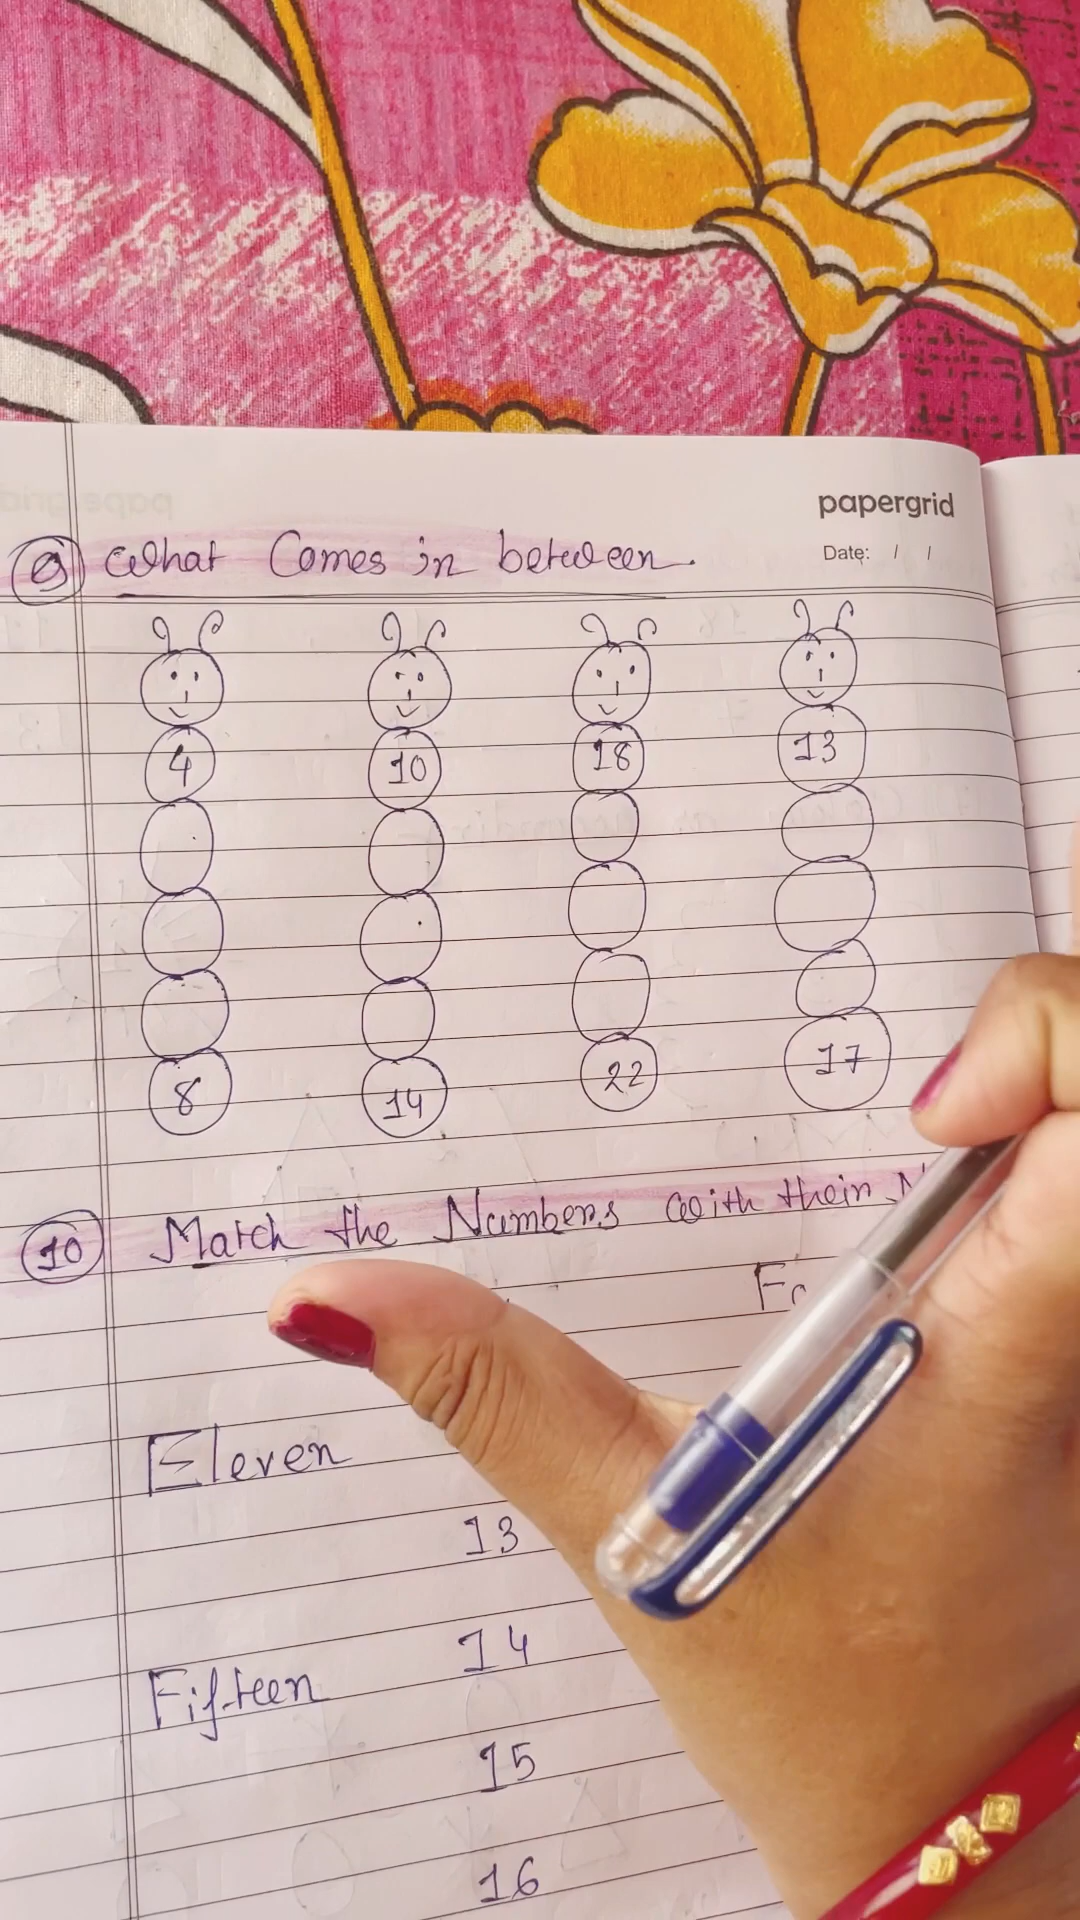 papergrid
Date: / /
9 What Comes in between.
4 10 18 13
8 14 22 17
10 Match the Numbers with their
Eleven
13
14
Fifteen
15
16